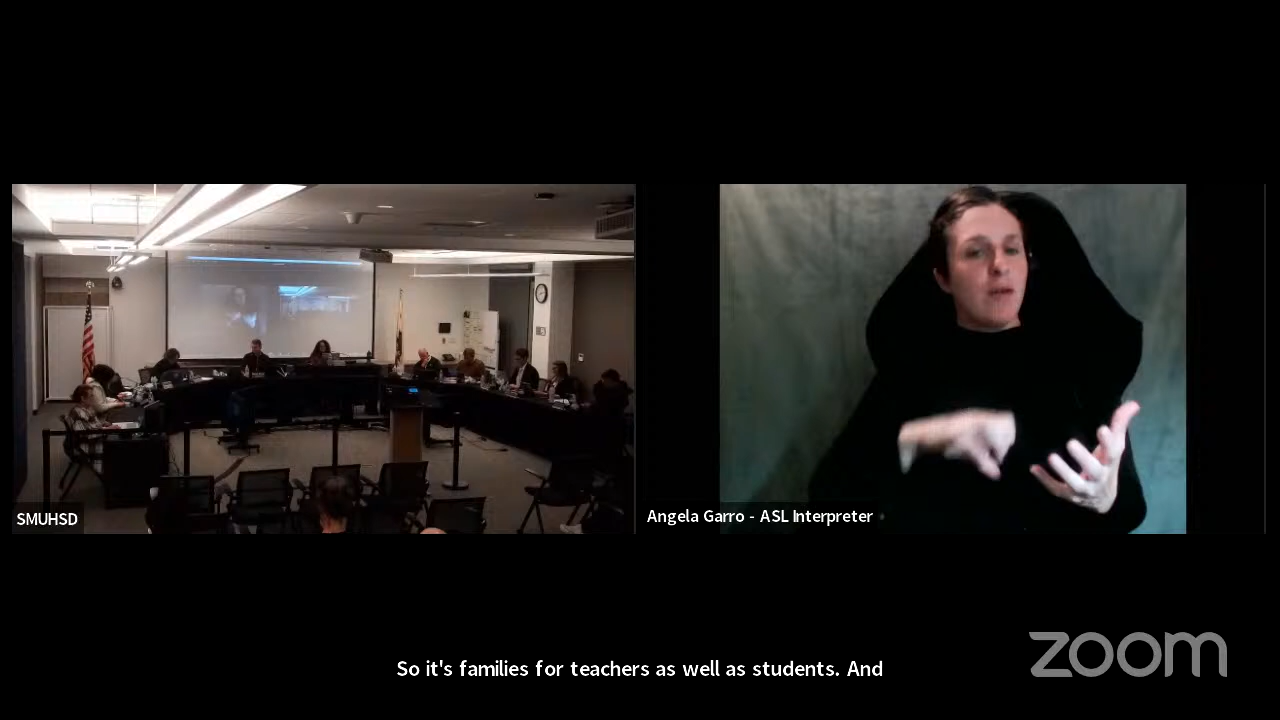 SMUHSD
Angela Garro - ASL Interpreter
So it's families for teachers as well as students. And
zoom